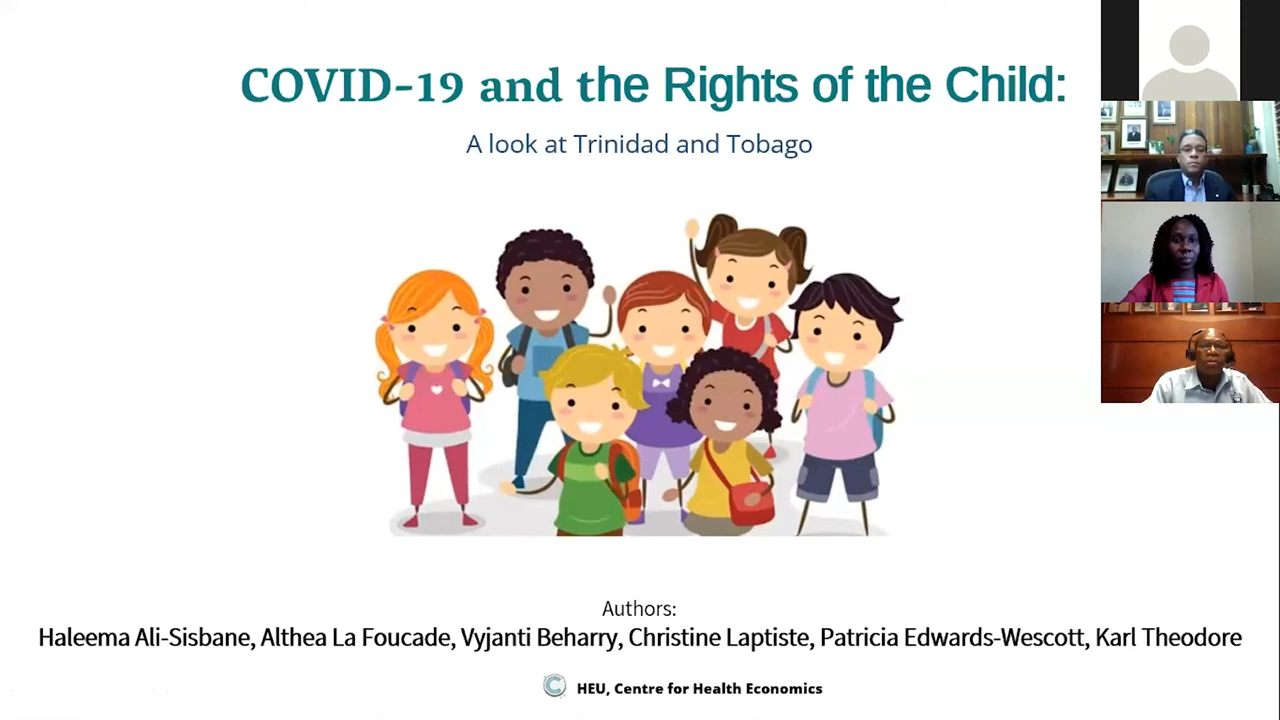 COVID-19 and the Rights of the Child:
A look at Trinidad and Tobago
Authors:
Haleema Ali-Sisbane, Althea La Foucade, Vyjanti Beharry, Christine Laptiste, Patricia Edwards-Wescott, Karl Theodore
HEU, Centre for Health Economics